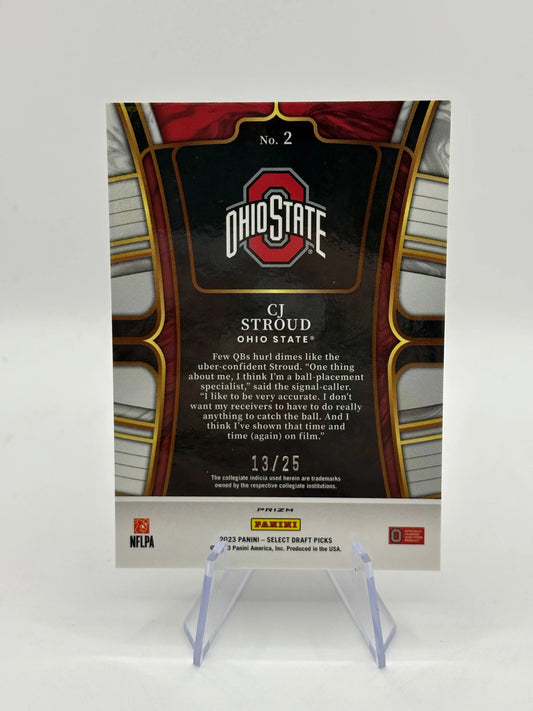 No. 2
OHIO STATE
CJ
STROUD
OHIO STATE®
Few QBs hurl dimes like the
uber-confident Stroud. “One thing
about me, I think I’m a ball-placement
specialist,” said the signal-caller.
“I like to be very accurate. I don’t
want my receivers to have to do really
anything to catch the ball. And I
think I’ve shown that time and
time (again) on film.”
13/25
The collegiate indicia used herein are trademarks
owned by the respective collegiate institutions.
PRIZM
PANINI
NFLPA
2023 PANINI – SELECT DRAFT PICKS
3 Panini America, Inc. Produced in the USA.